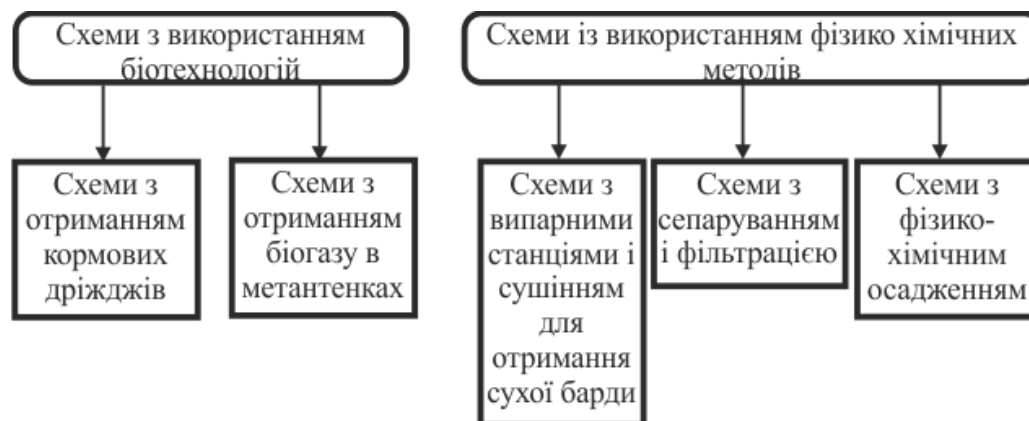 Схеми з використанням
біотехнологій
Схеми із використанням фізико хімічних
методів
Схеми з
отриманням
кормових
дріжджів
Схеми з
отриманням
біогазу в
метантенках
Схеми з
випарними
станціями і
сушінням
для
отримання
сухої барди
Схеми з
сепаруванням
і фільтрацією
Схеми з
фізико-
хімічним
осадженням